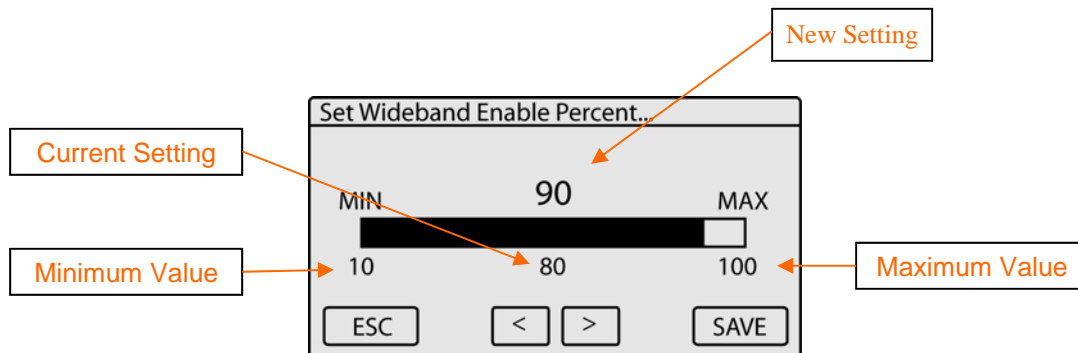 New Setting
Set Wideband Enable Percent...
Current Setting
90
MIN MAX
Minimum Value
10 80 100
Maximum Value
ESC < > SAVE